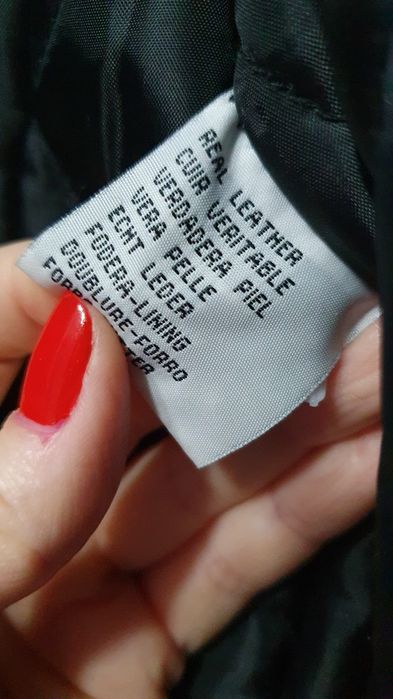 REAL LEATHER
CUIR VERITABLE
VERDADERA PIEL
VERA PELLE
ECHT LEDER
FODERA-LINING
DOUBLURE-FORRO